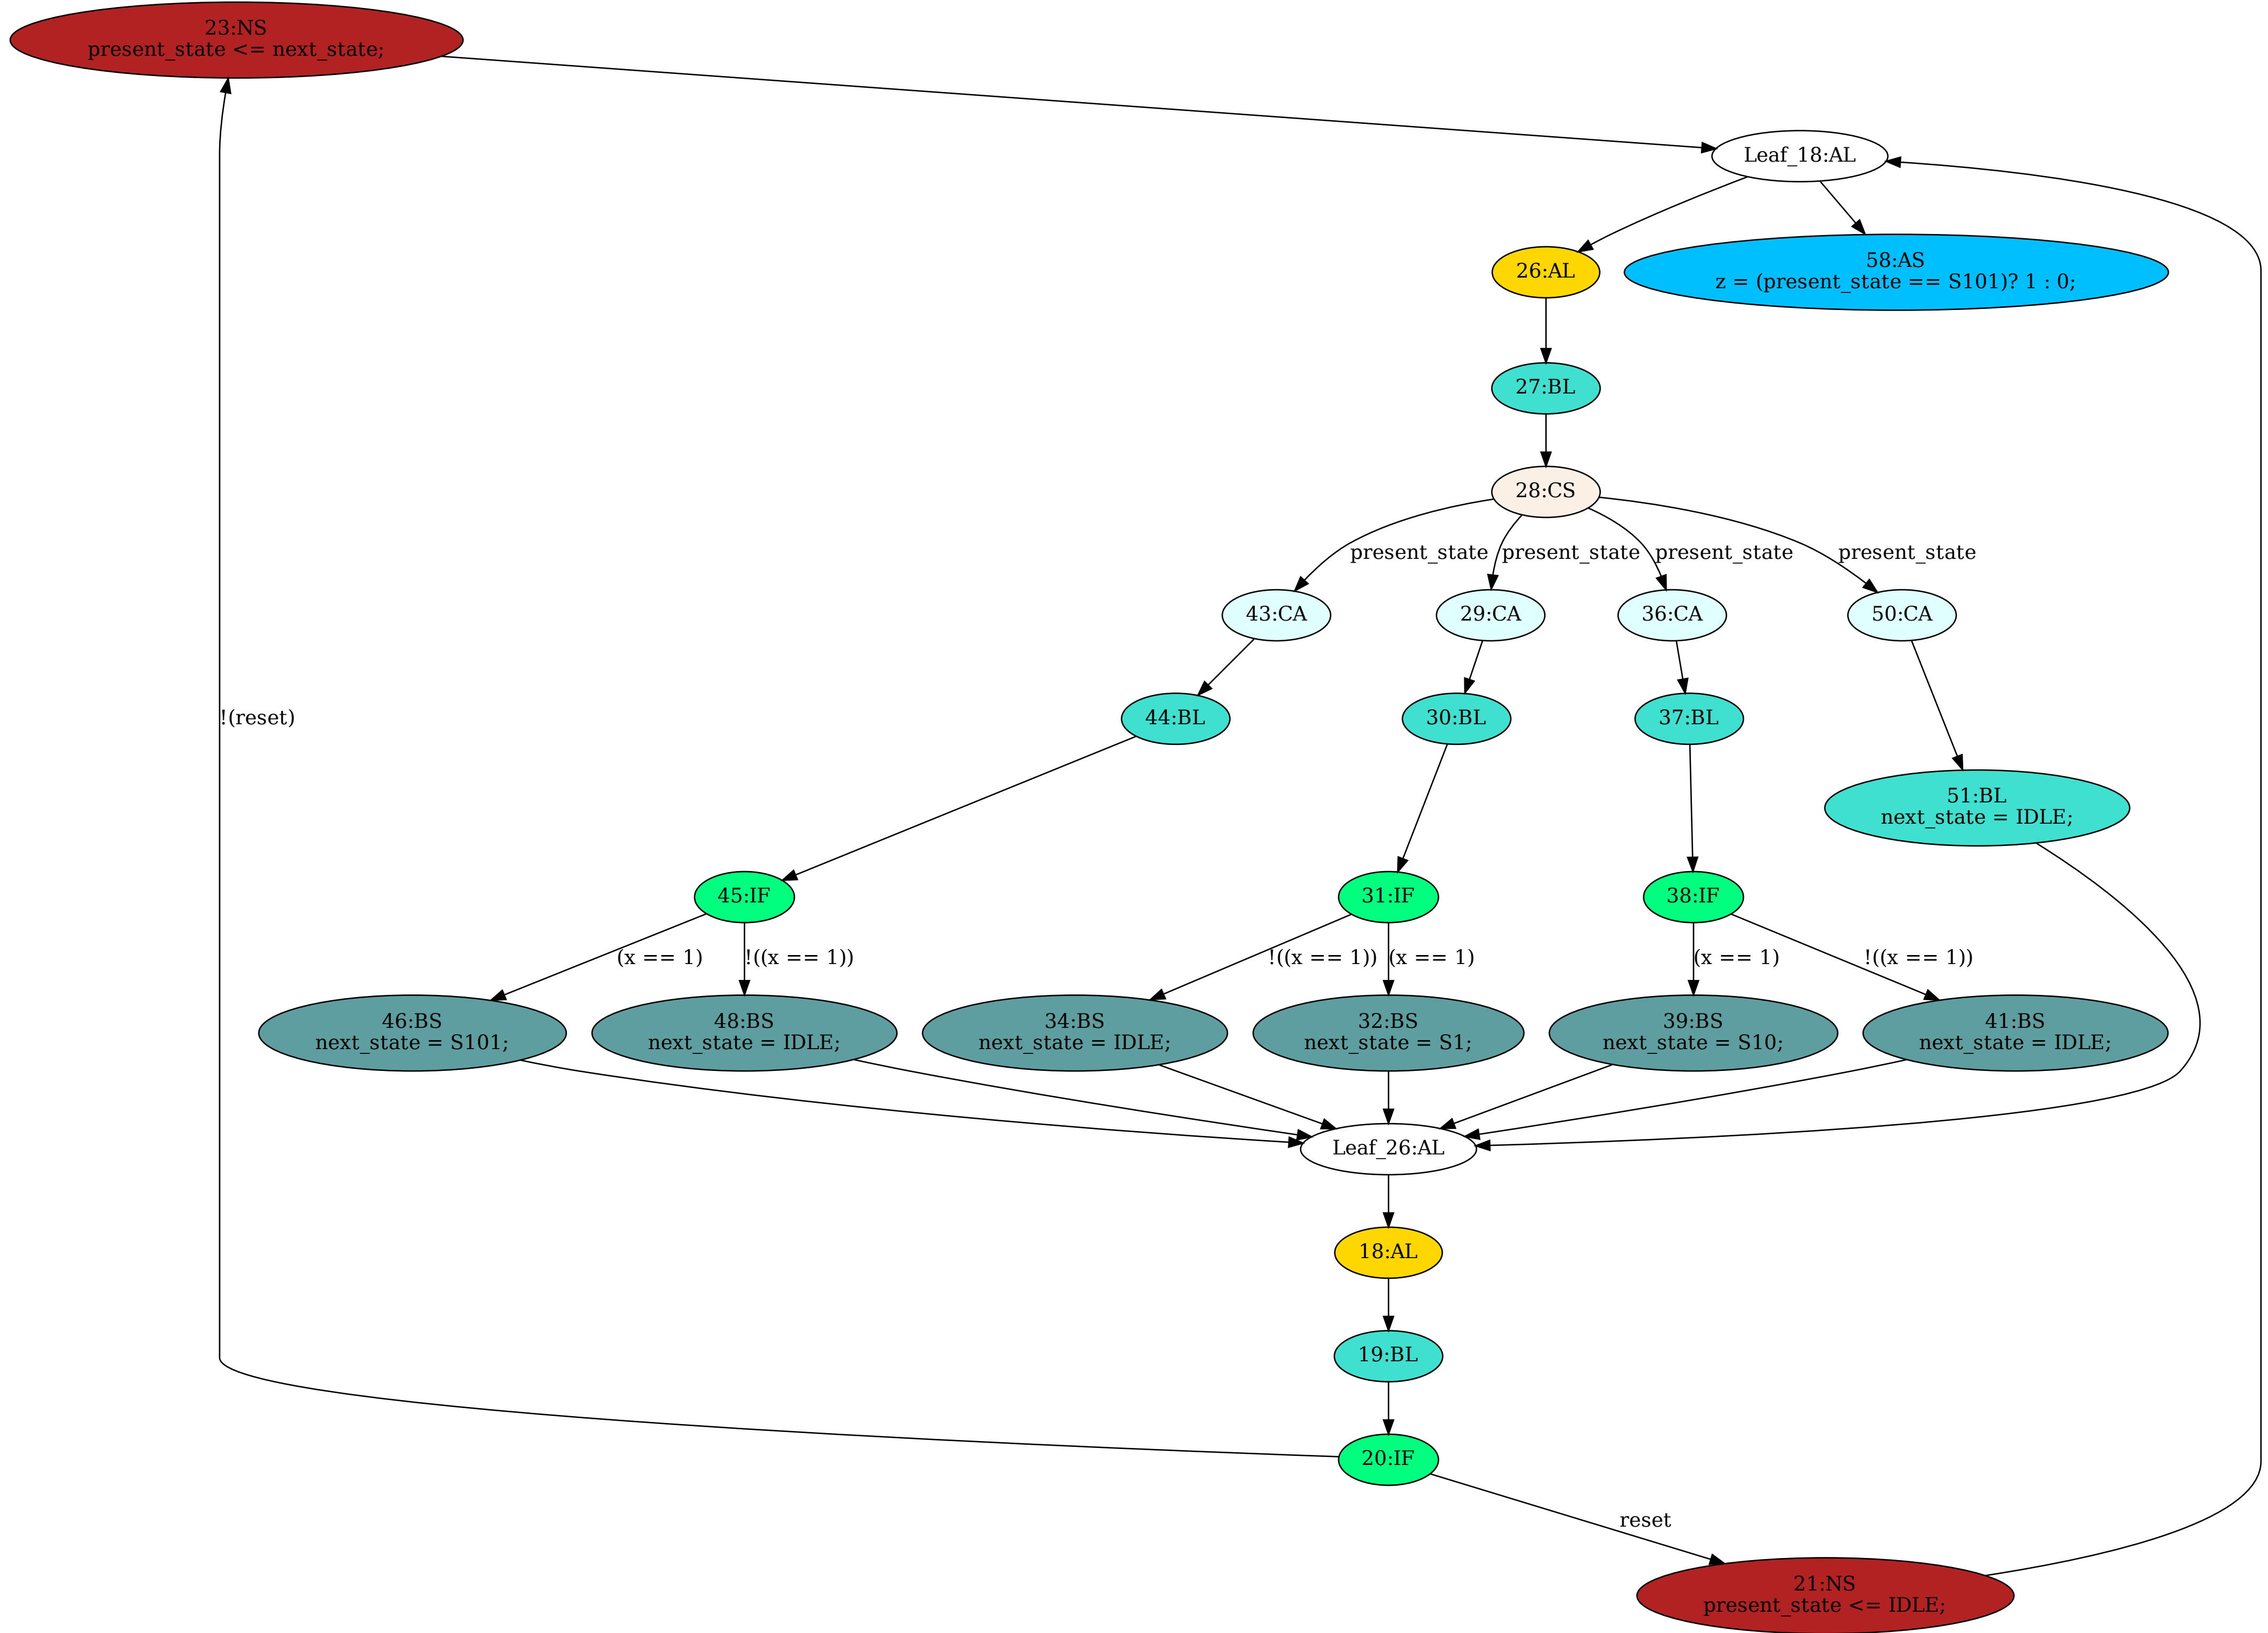 23:NS
present_state <= next_state;
Leaf_18:AL
26:AL
58:AS
z = (present_state == S101)? 1 : 0;
27:BL
28:CS
present_state
present_state
present_state
present_state
43:CA
29:CA
36:CA
50:CA
!(reset)
44:BL
30:BL
37:BL
51:BL
next_state = IDLE;
45:IF
31:IF
38:IF
(x == 1)
!((x == 1))
!((x == 1))
(x == 1)
(x == 1)
!((x == 1))
46:BS
next_state = S101;
48:BS
next_state = IDLE;
34:BS
next_state = IDLE;
32:BS
next_state = S1;
39:BS
next_state = S10;
41:BS
next_state = IDLE;
Leaf_26:AL
18:AL
19:BL
20:IF
reset
21:NS
present_state <= IDLE;